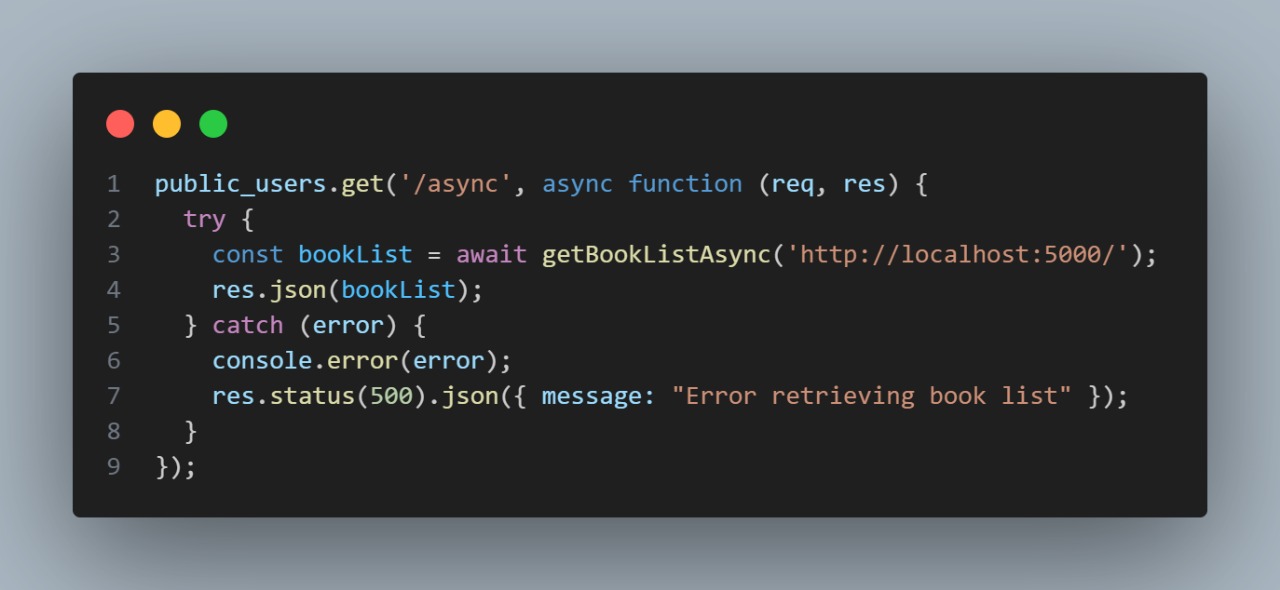 1 public_users.get('/async', async function (req, res) {
2   try {
3     const bookList = await getBookListAsync('http://localhost:5000/');
4     res.json(bookList);
5   } catch (error) {
6     console.error(error);
7     res.status(500).json({ message: "Error retrieving book list" });
8   }
9 });